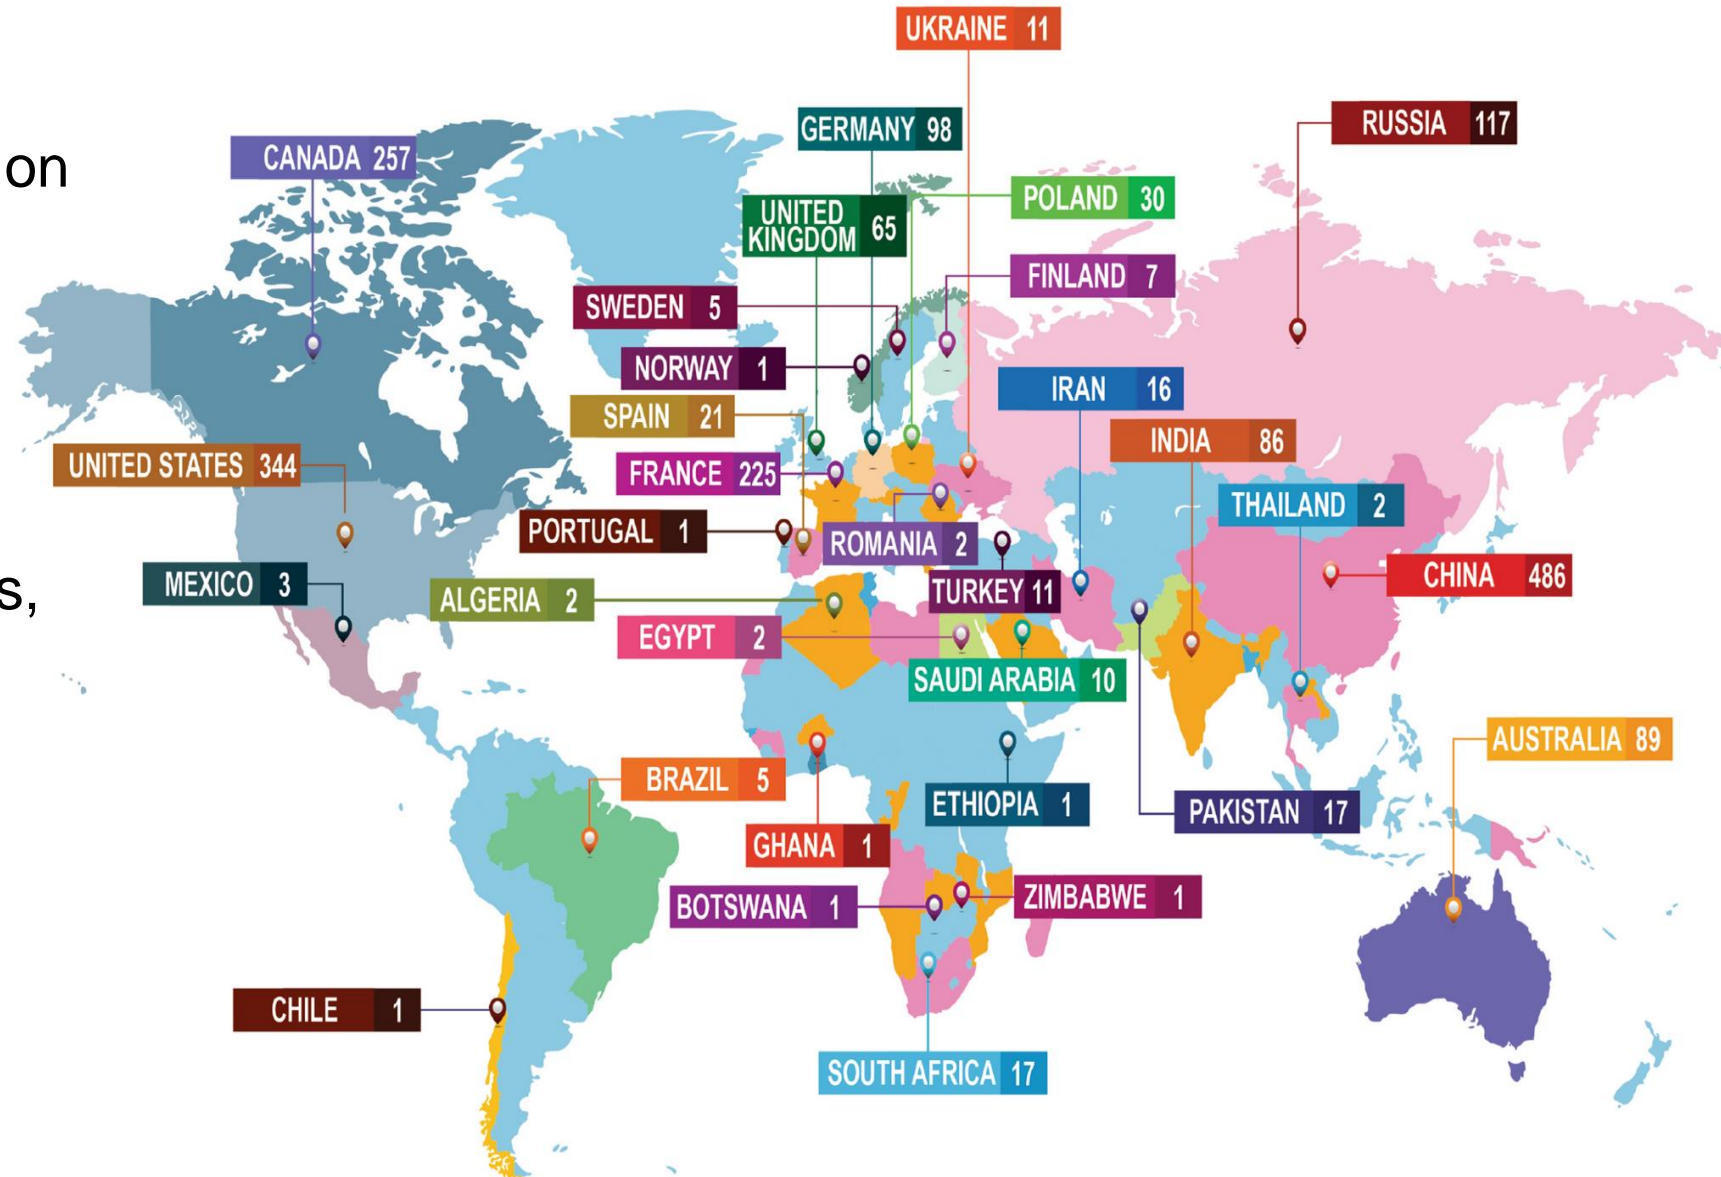 UKRAINE 11
RUSSIA 117
GERMANY 98
on
CANADA 257
POLAND 30
UNITED
KINGDOM 65
FINLAND 7
SWEDEN 5
NORWAY 1
IRAN 16
SPAIN 21
INDIA 86
UNITED STATES 344
FRANCE 225
THAILAND 2
PORTUGAL 1
ROMANIA 2
CHINA 486
MEXICO 3
s,
ALGERIA 2
TURKEY 11
EGYPT 2
SAUDI ARABIA 10
AUSTRALIA 89
BRAZIL 5
ETHIOPIA 1
PAKISTAN 17
GHANA 1
BOTSWANA 1
ZIMBABWE 1
CHILE 1
SOUTH AFRICA 17